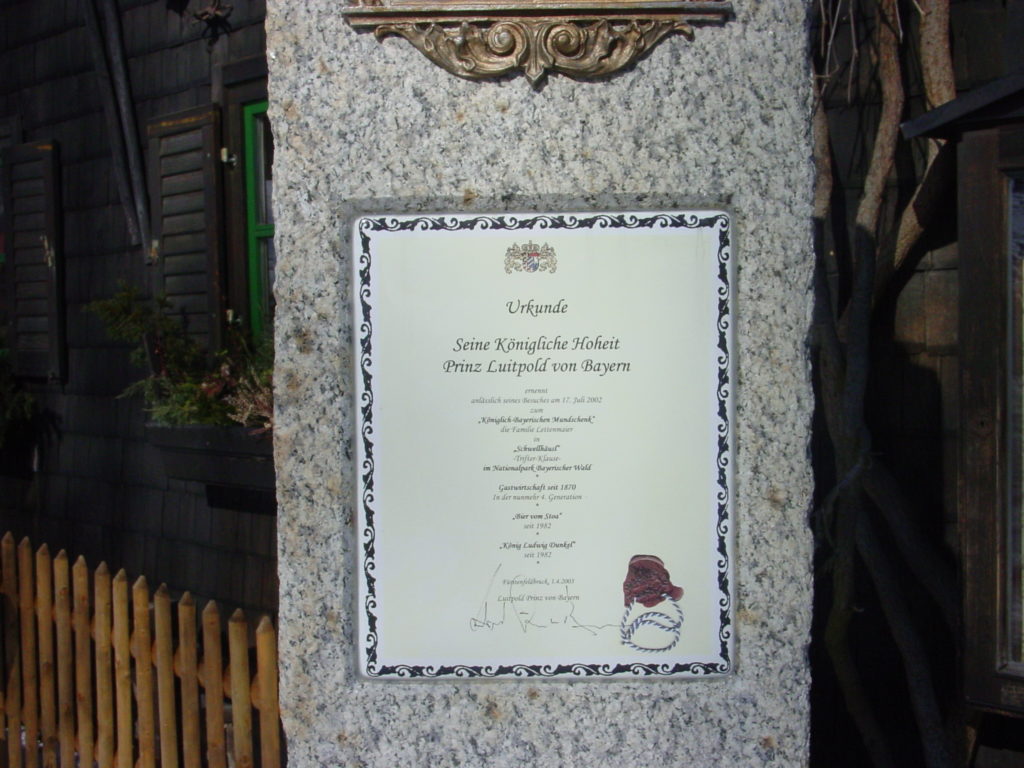 Urkunde
Seine Königliche Hoheit
Prinz Luitpold von Bayern
ernennt
anlässlich seines Besuches am 17. Juli 2002
zum
„Königlich-Bayerischen Mundschenk"
die Familie Lettenmaier
in
„Schwellhäusl"
-Trifter-Klause-
im Nationalpark Bayerischer Wald
*
Gastwirtschaft seit 1870
In der nunmehr 4. Generation
*
„Bier vom Stoa"
seit 1982
*
„König Ludwig Dunkel"
seit 1982
*
Fürstenfeldbruck, 1.4.2003
Luitpold Prinz von Bayern